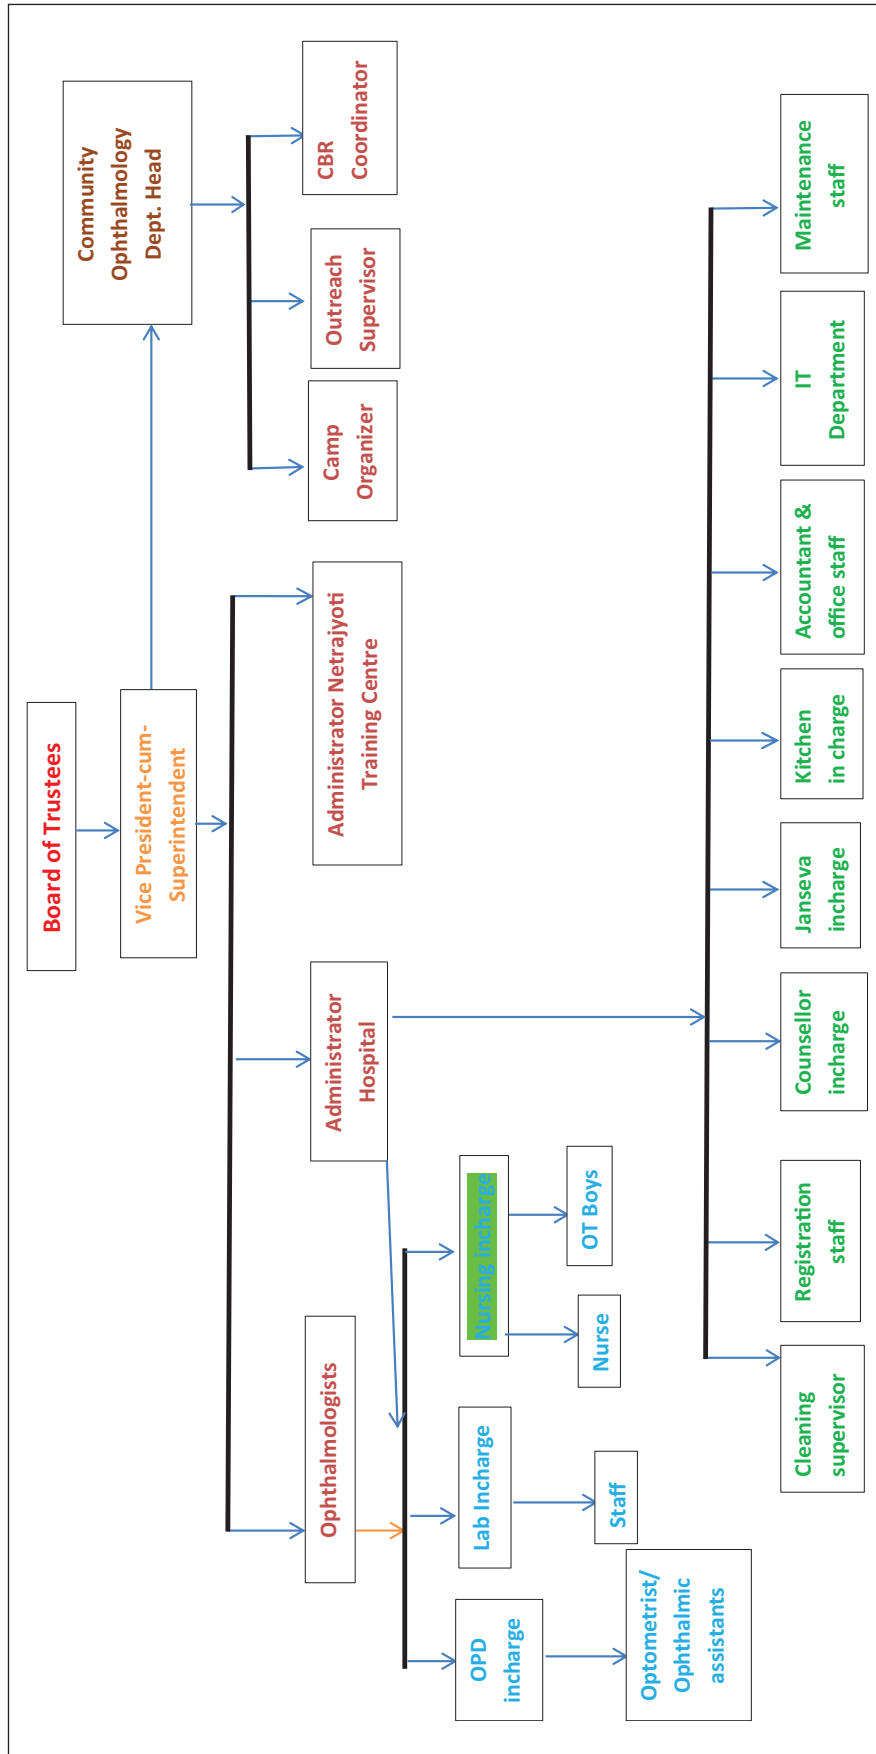 Board of Trustees
Vice President-cum-
Superintendent
Community
Ophthalmology
Dept. Head
Ophthalmologists
Administrator
Hospital
Administrator Netrajyoti
Training Centre
Camp
Organizer
Outreach
Supervisor
CBR
Coordinator
OPD
incharge
Lab Incharge
Nursing incharge
Optometrist/
Ophthalmic
assistants
Staff
Nurse
OT Boys
Cleaning
supervisor
Registration
staff
Counsellor
incharge
Janseva
incharge
Kitchen
in charge
Accountant &
office staff
IT
Department
Maintenance
staff